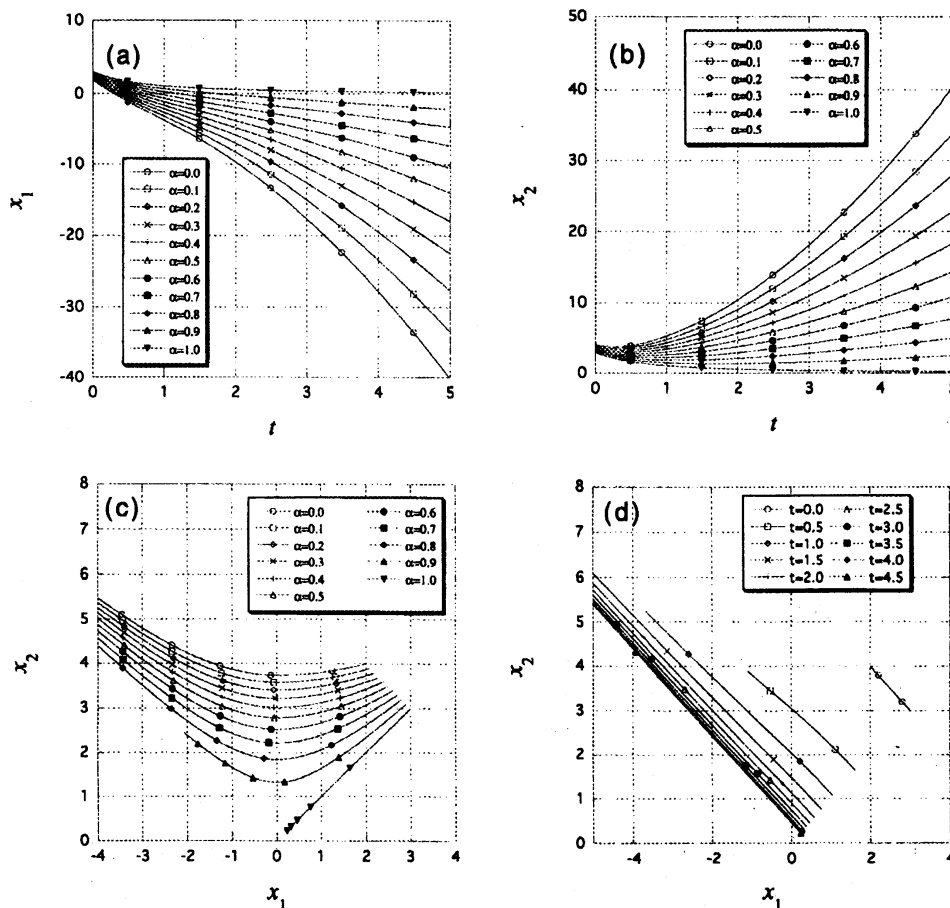 (a)
10
0
-10
-20
-30
-40
x1
0 1 2 3 4 5
t
α=0.0
α=0.1
α=0.2
α=0.3
α=0.4
α=0.5
α=0.6
α=0.7
α=0.8
α=0.9
α=1.0
(b)
50
40
30
20
10
0
x2
0 1 2 3 4 5
t
α=0.0 α=0.6
α=0.1 α=0.7
α=0.2 α=0.8
α=0.3 α=0.9
α=0.4 α=1.0
α=0.5
(c)
8
7
6
5
4
3
2
1
0
x2
-4 -3 -2 -1 0 1 2 3 4
x1
α=0.0 α=0.6
α=0.1 α=0.7
α=0.2 α=0.8
α=0.3 α=0.9
α=0.4 α=1.0
α=0.5
(d)
8
7
6
5
4
3
2
1
0
x2
-4 -2 0 2 4
x1
t=0.0 t=2.5
t=0.5 t=3.0
t=1.0 t=3.5
t=1.5 t=4.0
t=2.0 t=4.5